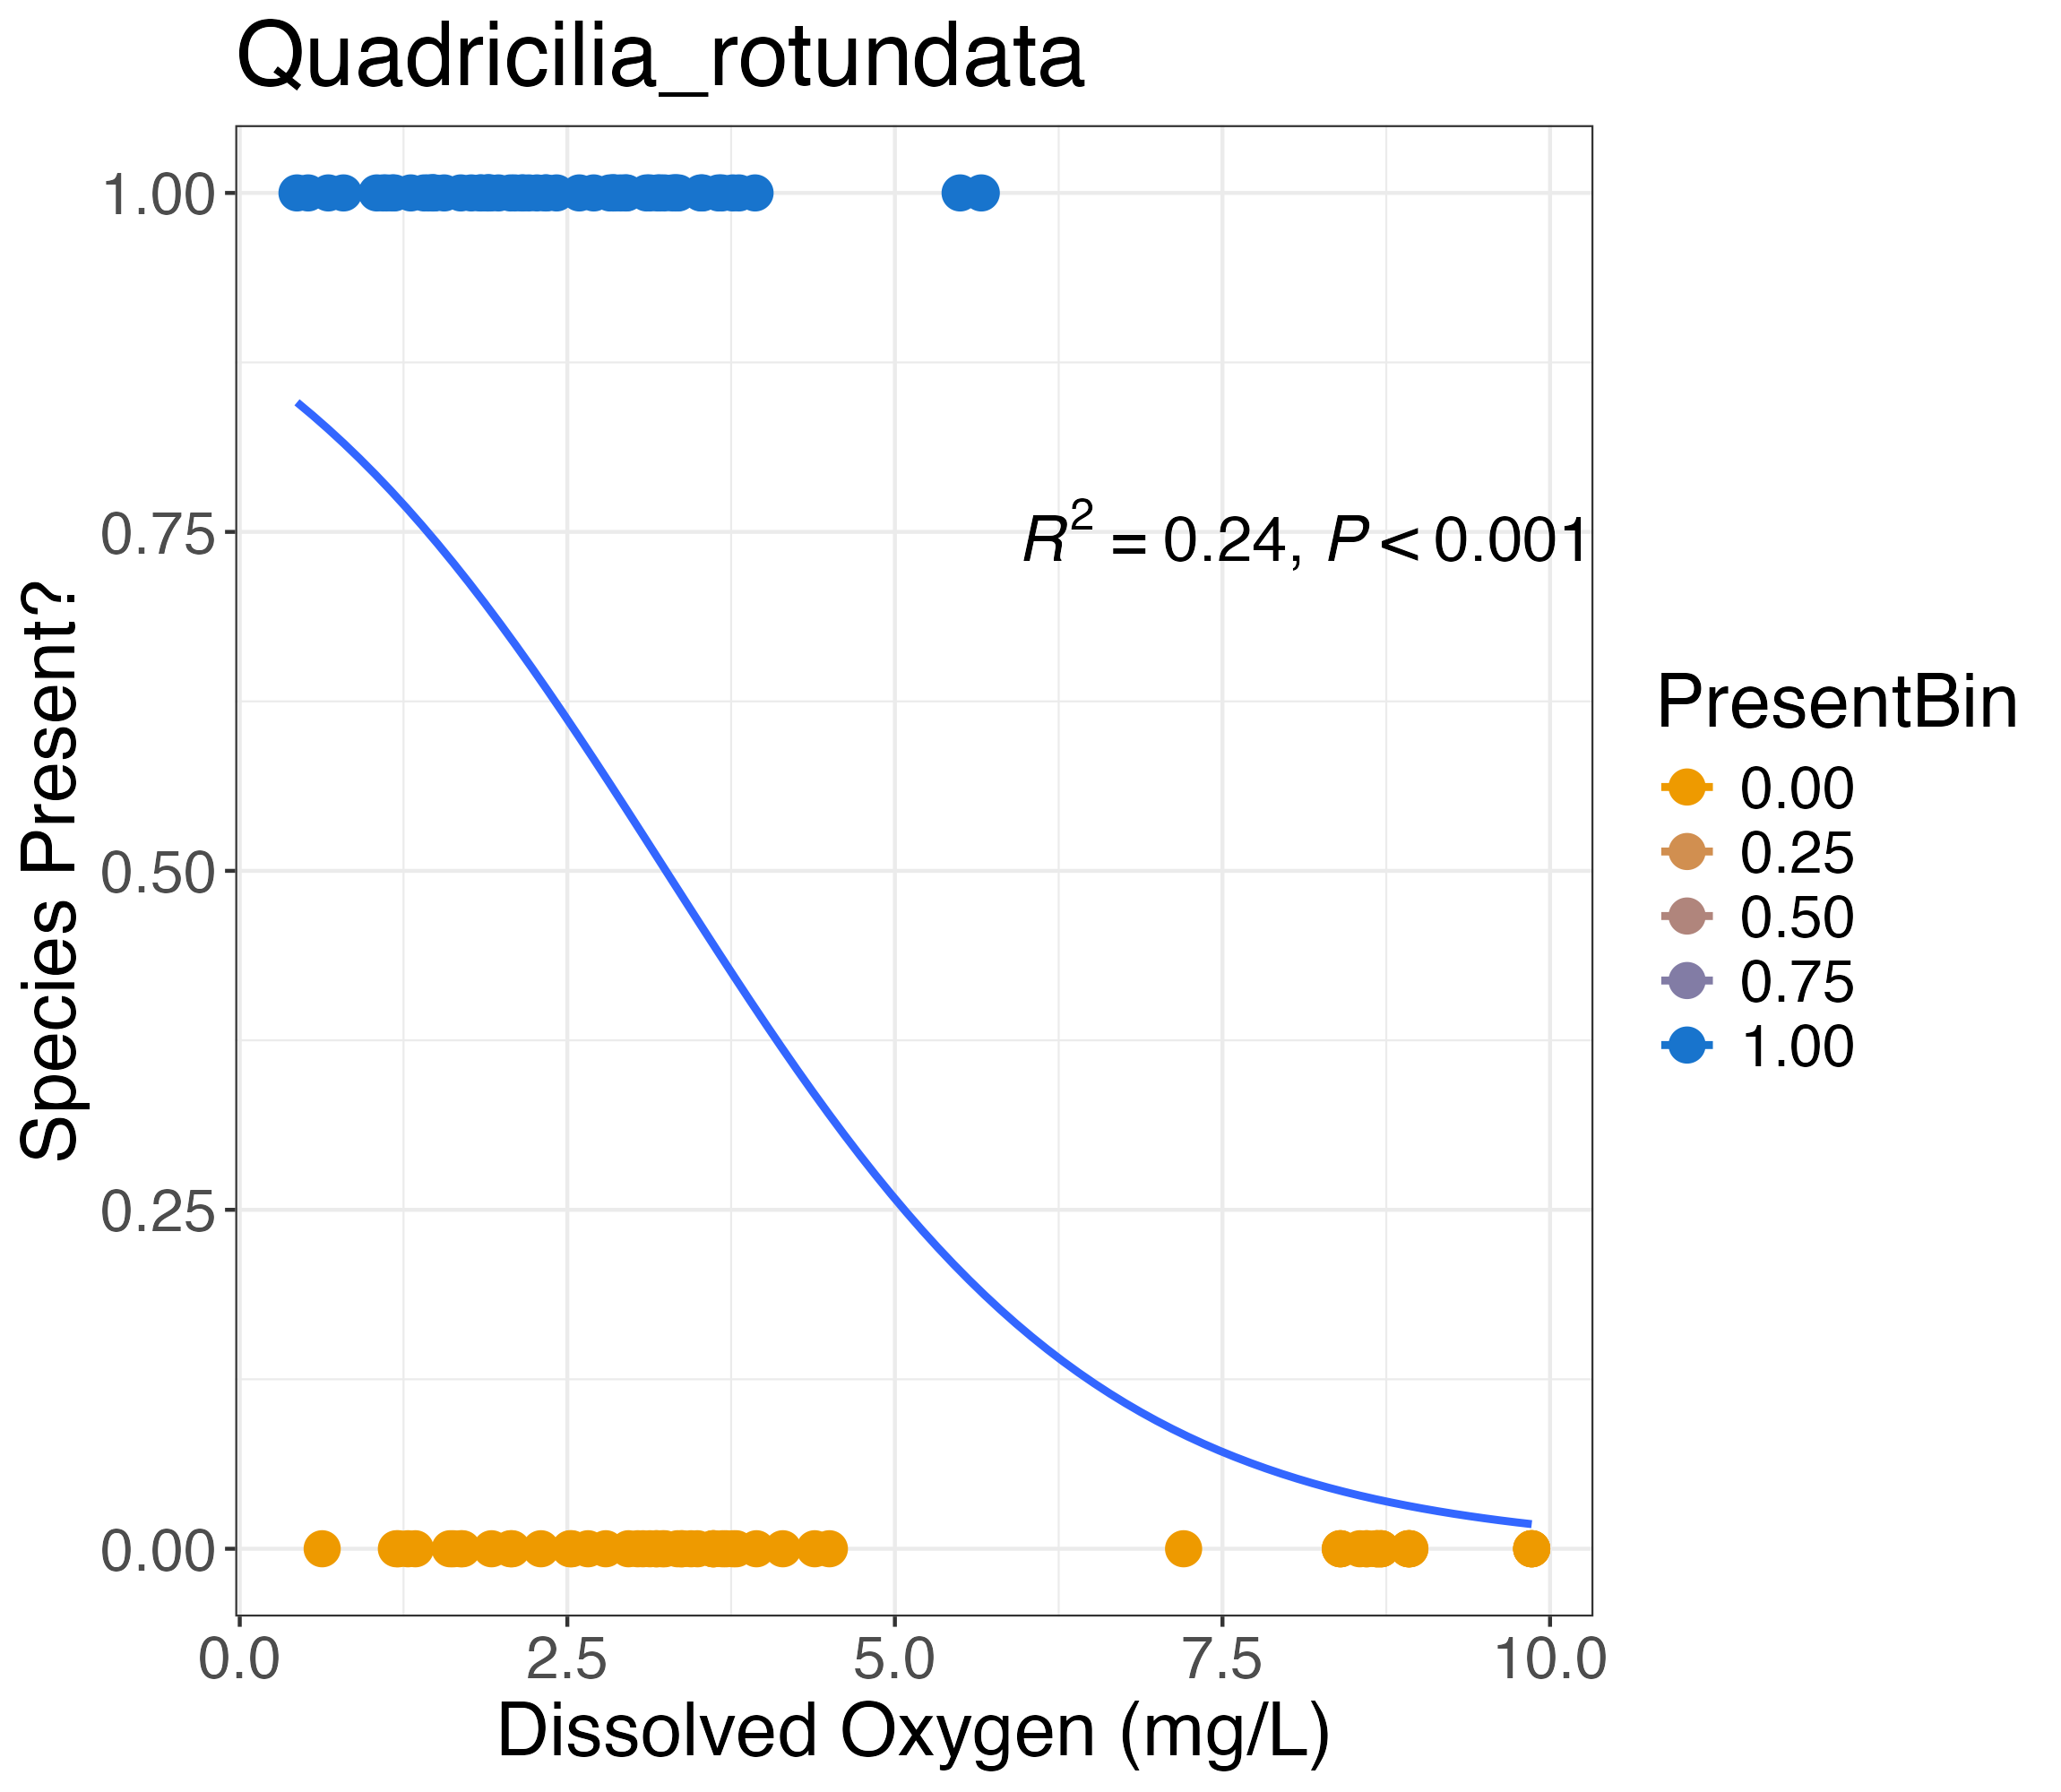 Quadricilia_rotundata
1.00
0.75
0.50
0.25
0.00
Species Present?
R² = 0.24, P < 0.001
0.0 2.5 5.0 7.5 10.0
Dissolved Oxygen (mg/L)
PresentBin
0.00
0.25
0.50
0.75
1.00